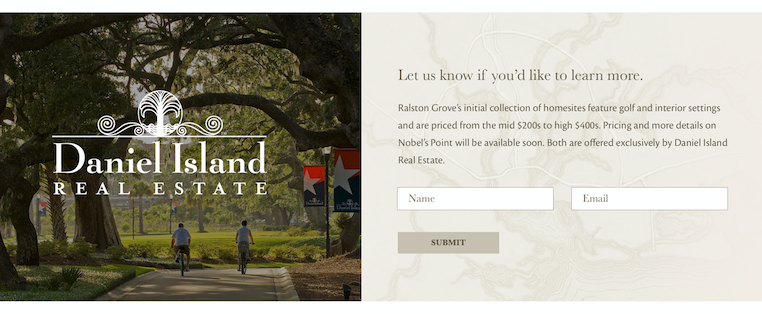 Daniel Island
REAL ESTATE
Let us know if you'd like to learn more.
Ralston Grove's initial collection of homesites feature golf and interior settings
and are priced from the mid $200s to high $400s. Pricing and more details on
Nobel's Point will be available soon. Both are offered exclusively by Daniel Island
Real Estate.
Name
Email
SUBMIT